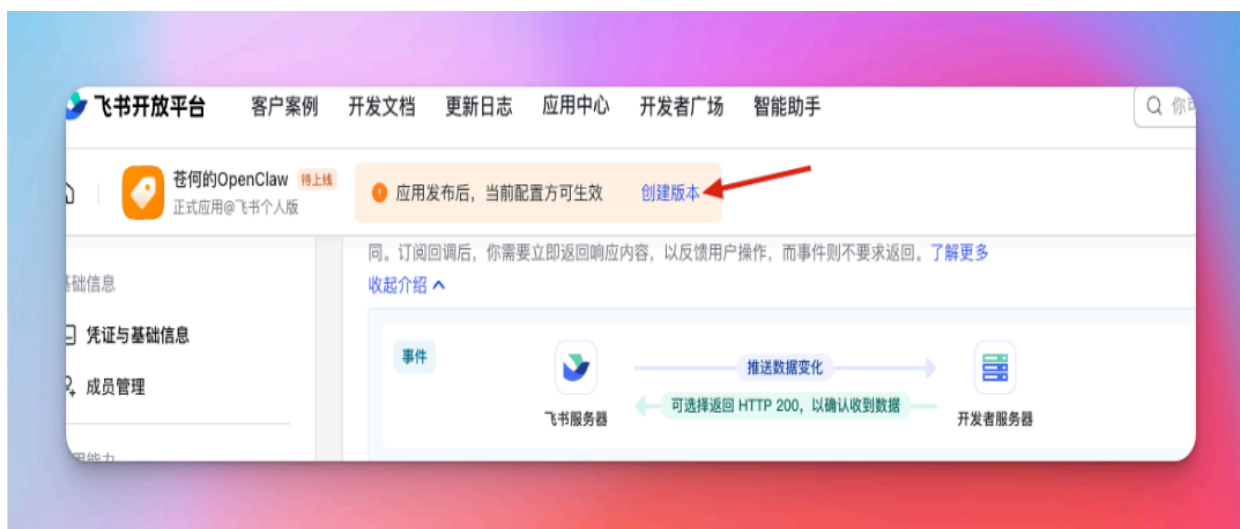 飞书开放平台 客户案例 开发文档 更新日志 应用中心 开发者广场 智能助手
苍何的OpenClaw 待上线
正式应用@飞书个人版
应用发布后，当前配置方可生效 创建版本
同。订阅回调后，你需要立即返回响应内容，以反馈用户操作，而事件则不要求返回。了解更多
收起介绍
础信息
凭证与基础信息
成员管理
事件
推送数据变化
可选择返回 HTTP 200，以确认收到数据
飞书服务器
开发者服务器